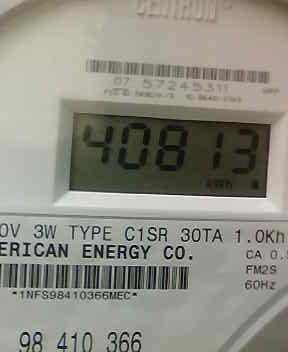 CENTRON
07 57245311
40813
kWh
0V 3W TYPE C1SR 30TA 1.0Kh
ERICAN ENERGY CO.
CA 0.
FM2S
*1NFS98410366MEC*
60Hz
98 410 366